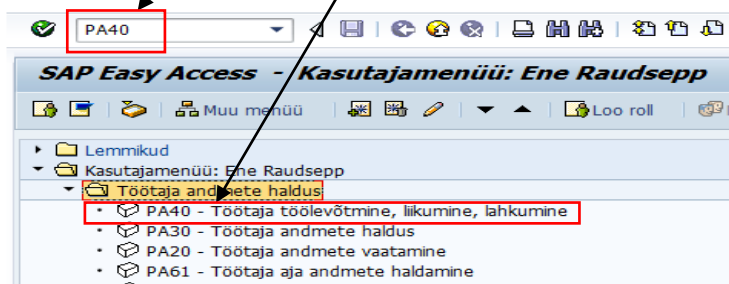 PA40
SAP Easy Access - Kasutajamenüü: Ene Raudsepp
Muu menüü Loo roll
Lemmikud
Kasutajamenüü: Ene Raudsepp
Töötaja andmete haldus
PA40 - Töötaja töölevõtmine, liikumine, lahkumine
PA30 - Töötaja andmete haldus
PA20 - Töötaja andmete vaatamine
PA61 - Töötaja aja andmete haldamine